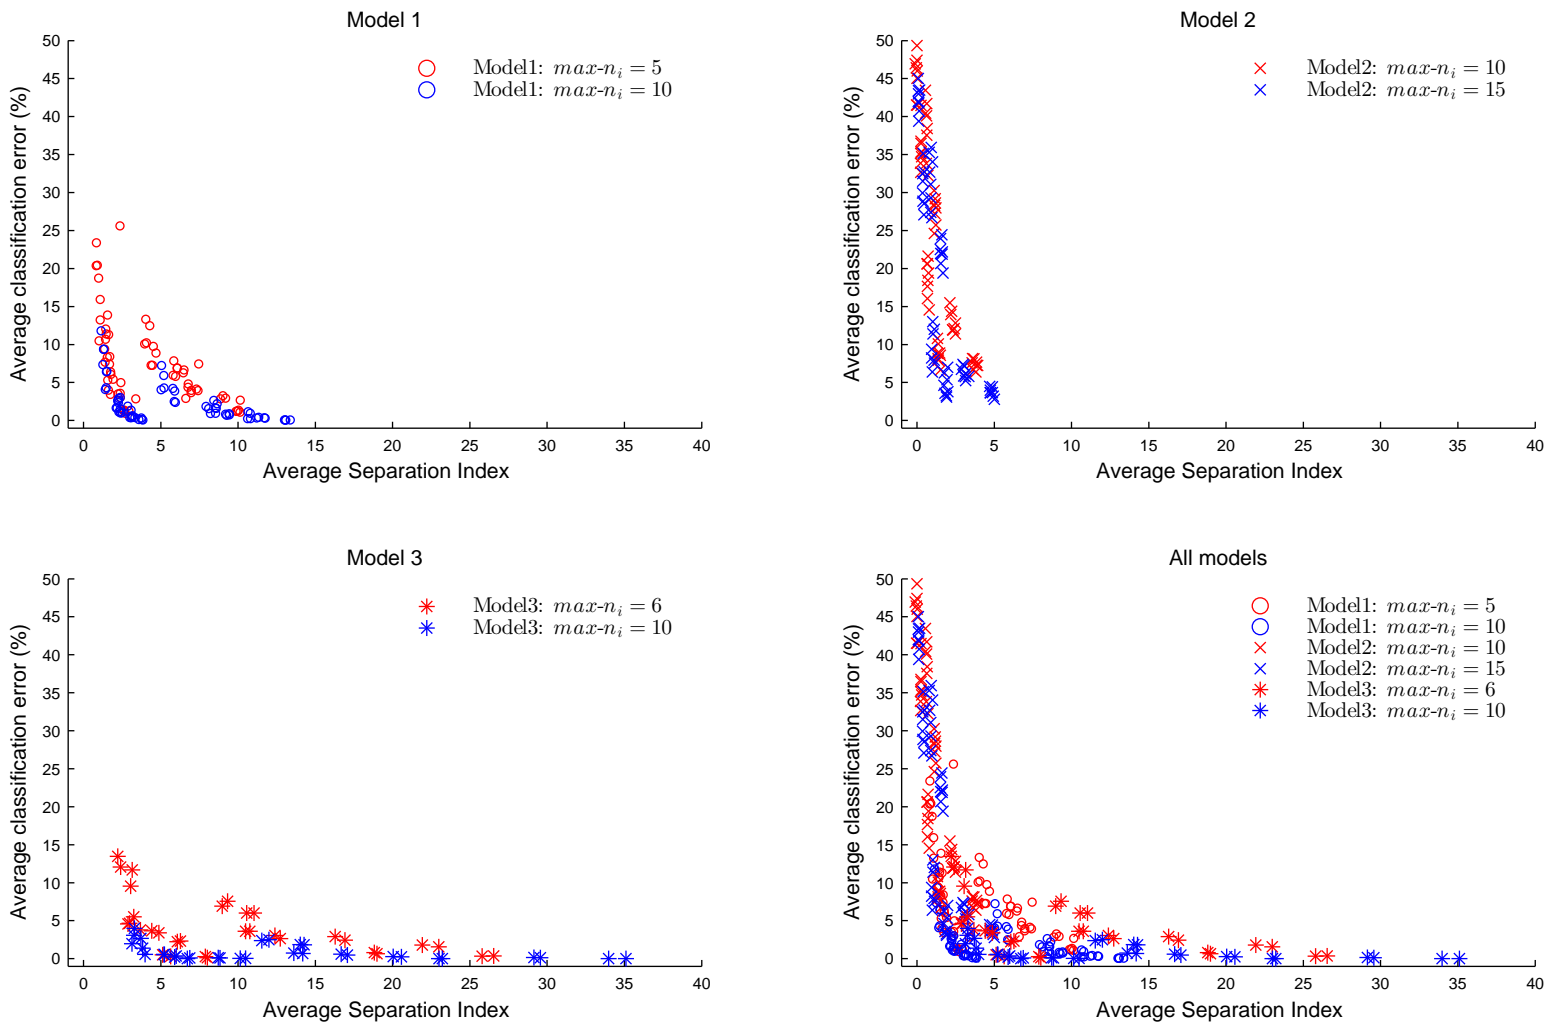 Model 1
Average classification error (%)
50
45
40
35
30
25
20
15
10
5
0
Model1: max-n_i = 5
Model1: max-n_i = 10
0 5 10 15 20 25 30 35 40
Average Separation Index
Model 2
Average classification error (%)
50
45
40
35
30
25
20
15
10
5
0
Model2: max-n_i = 10
Model2: max-n_i = 15
0 5 10 15 20 25 30 35 40
Average Separation Index
Model 3
Average classification error (%)
50
45
40
35
30
25
20
15
10
5
0
Model3: max-n_i = 6
Model3: max-n_i = 10
0 5 10 15 20 25 30 35 40
Average Separation Index
All models
Average classification error (%)
50
45
40
35
30
25
20
15
10
5
0
Model1: max-n_i = 5
Model1: max-n_i = 10
Model2: max-n_i = 10
Model2: max-n_i = 15
Model3: max-n_i = 6
Model3: max-n_i = 10
0 5 10 15 20 25 30 35 40
Average Separation Index